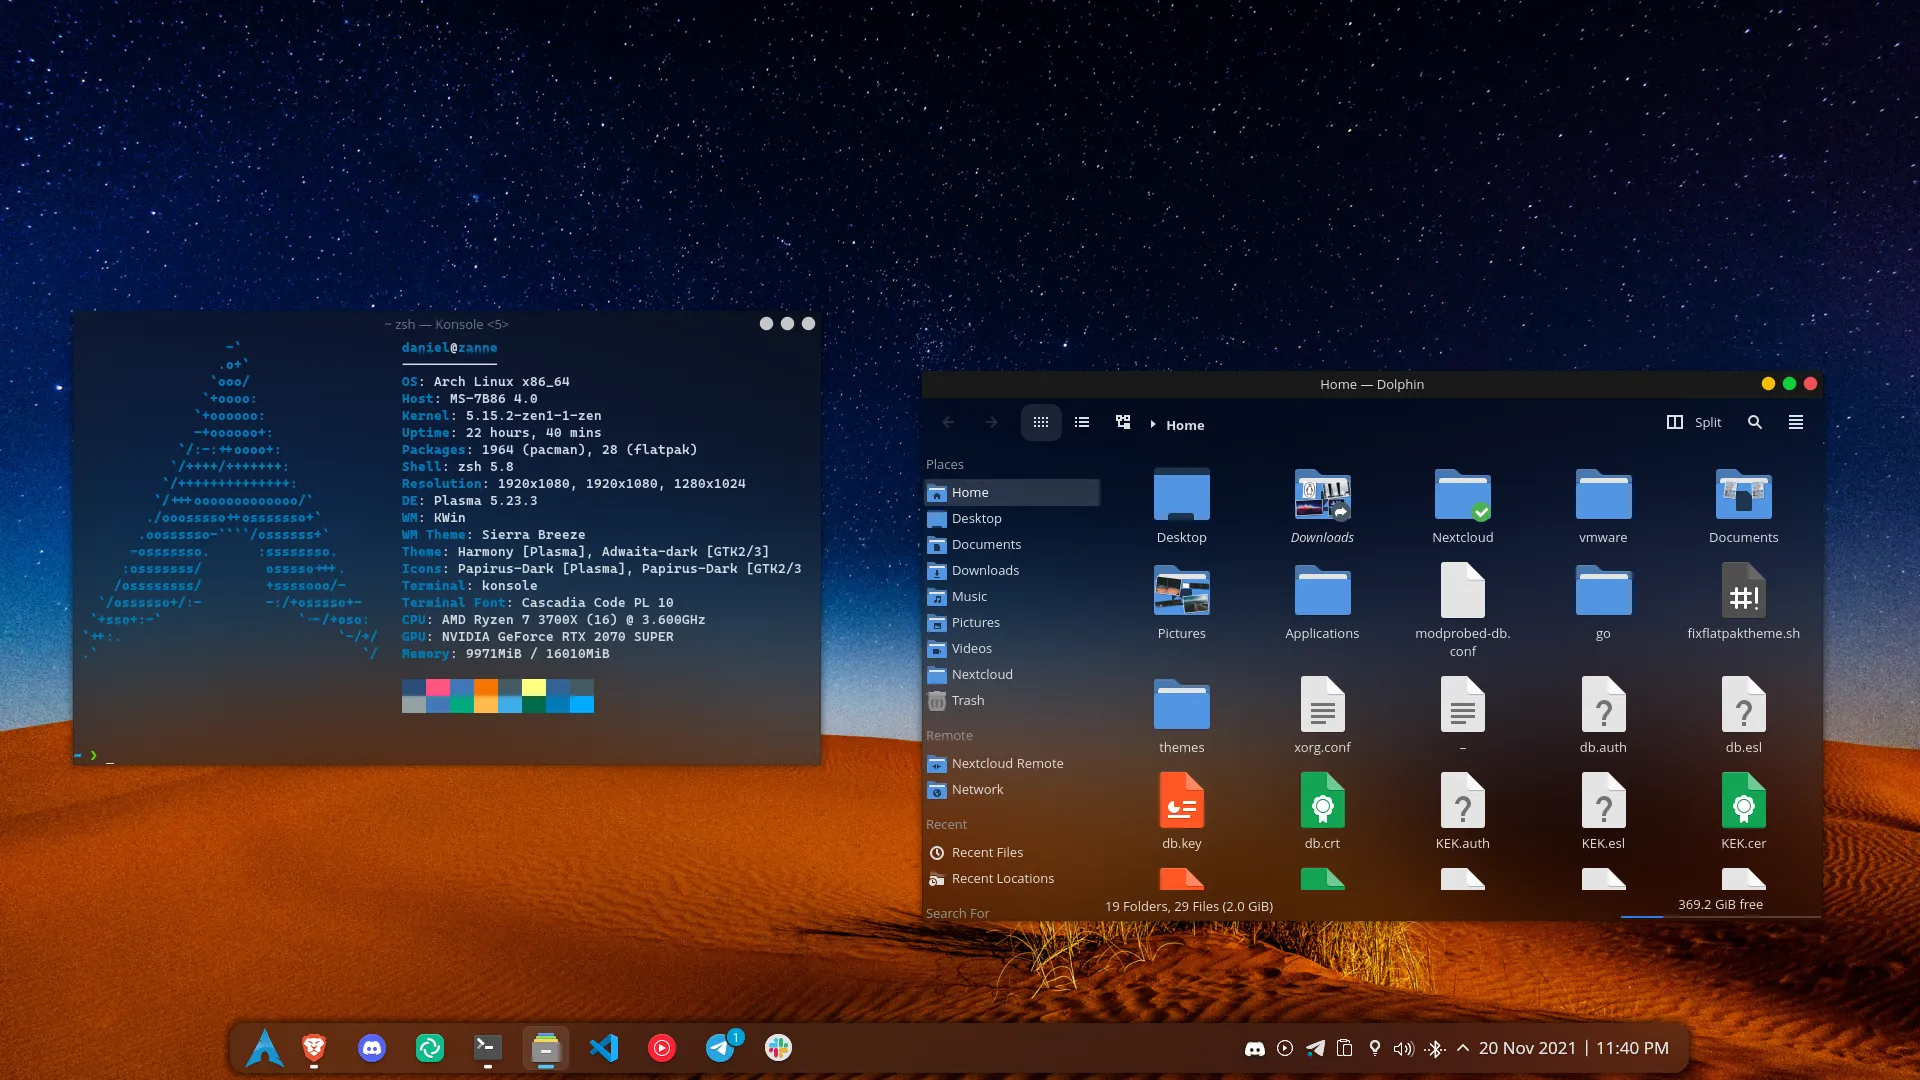 ~ zsh — Konsole <5>
daniel@zanne
OS: Arch Linux x86_64
Host: MS-7B86 4.0
Kernel: 5.15.2-zen1-1-zen
Uptime: 22 hours, 40 mins
Packages: 1964 (pacman), 28 (flatpak)
Shell: zsh 5.8
Resolution: 1920x1080, 1920x1080, 1280x1024
DE: Plasma 5.23.3
WM: KWin
WM Theme: Sierra Breeze
Theme: Harmony [Plasma], Adwaita-dark [GTK2/3]
Icons: Papirus-Dark [Plasma], Papirus-Dark [GTK2/3
Terminal: konsole
Terminal Font: Cascadia Code PL 10
CPU: AMD Ryzen 7 3700X (16) @ 3.600GHz
GPU: NVIDIA GeForce RTX 2070 SUPER
Memory: 9971MiB / 16010MiB
~ ❯ _
Home — Dolphin
Home
Split
Places
Home
Desktop
Documents
Downloads
Music
Pictures
Videos
Nextcloud
Trash
Remote
Nextcloud Remote
Network
Recent
Recent Files
Recent Locations
Search For
Desktop Downloads Nextcloud vmware Documents
Pictures Applications modprobed-db.conf go fixflatpaktheme.sh
themes xorg.conf – db.auth db.esl
db.key db.crt KEK.auth KEK.esl KEK.cer
19 Folders, 29 Files (2.0 GiB)
369.2 GiB free
1
20 Nov 2021 | 11:40 PM